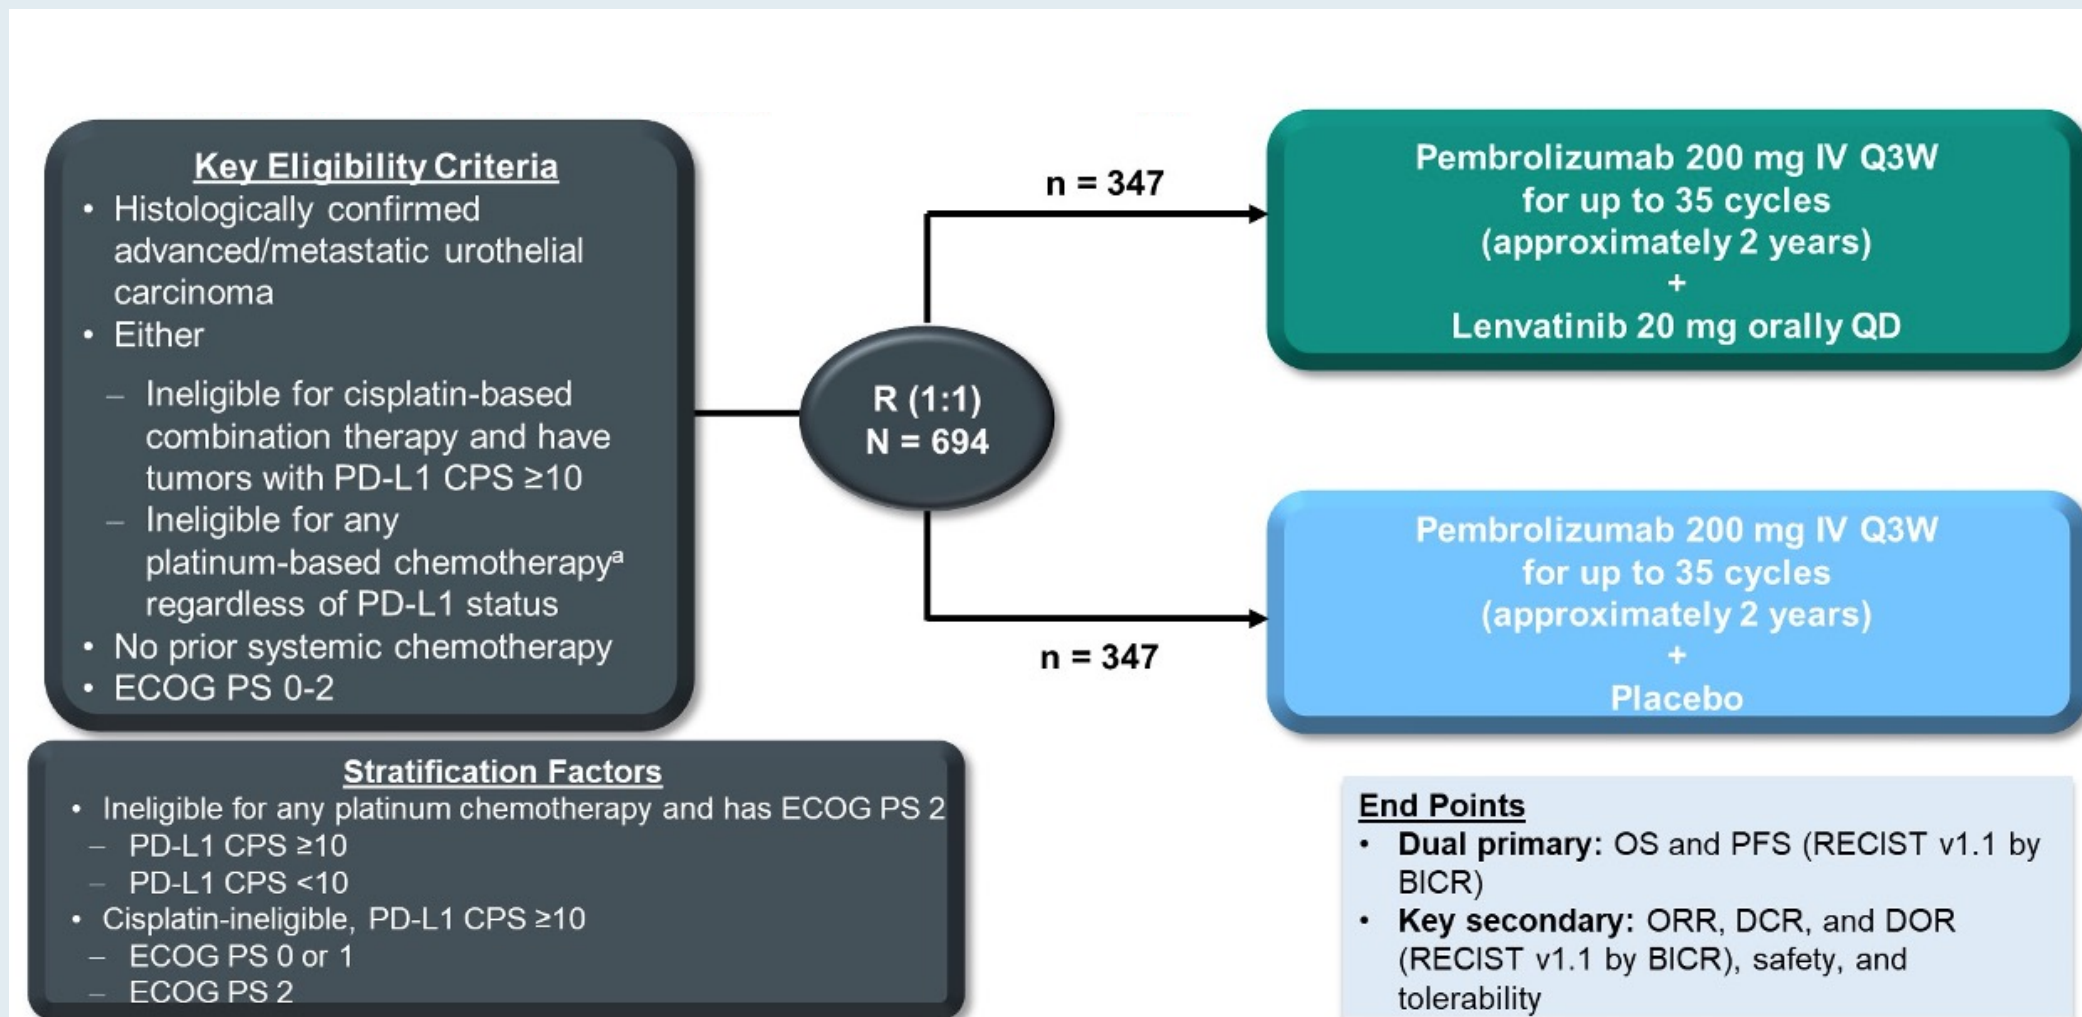 Key Eligibility Criteria
• Histologically confirmed
advanced/metastatic urothelial
carcinoma
• Either
– Ineligible for cisplatin-based
combination therapy and have
tumors with PD-L1 CPS ≥10
– Ineligible for any
platinum-based chemotherapyᵃ
regardless of PD-L1 status
• No prior systemic chemotherapy
• ECOG PS 0-2
Stratification Factors
• Ineligible for any platinum chemotherapy and has ECOG PS 2
– PD-L1 CPS ≥10
– PD-L1 CPS <10
• Cisplatin-ineligible, PD-L1 CPS ≥10
– ECOG PS 0 or 1
– ECOG PS 2
R (1:1)
N = 694
n = 347
Pembrolizumab 200 mg IV Q3W
for up to 35 cycles
(approximately 2 years)
+
Lenvatinib 20 mg orally QD
n = 347
Pembrolizumab 200 mg IV Q3W
for up to 35 cycles
(approximately 2 years)
+
Placebo
End Points
• Dual primary: OS and PFS (RECIST v1.1 by
BICR)
• Key secondary: ORR, DCR, and DOR
(RECIST v1.1 by BICR), safety, and
tolerability